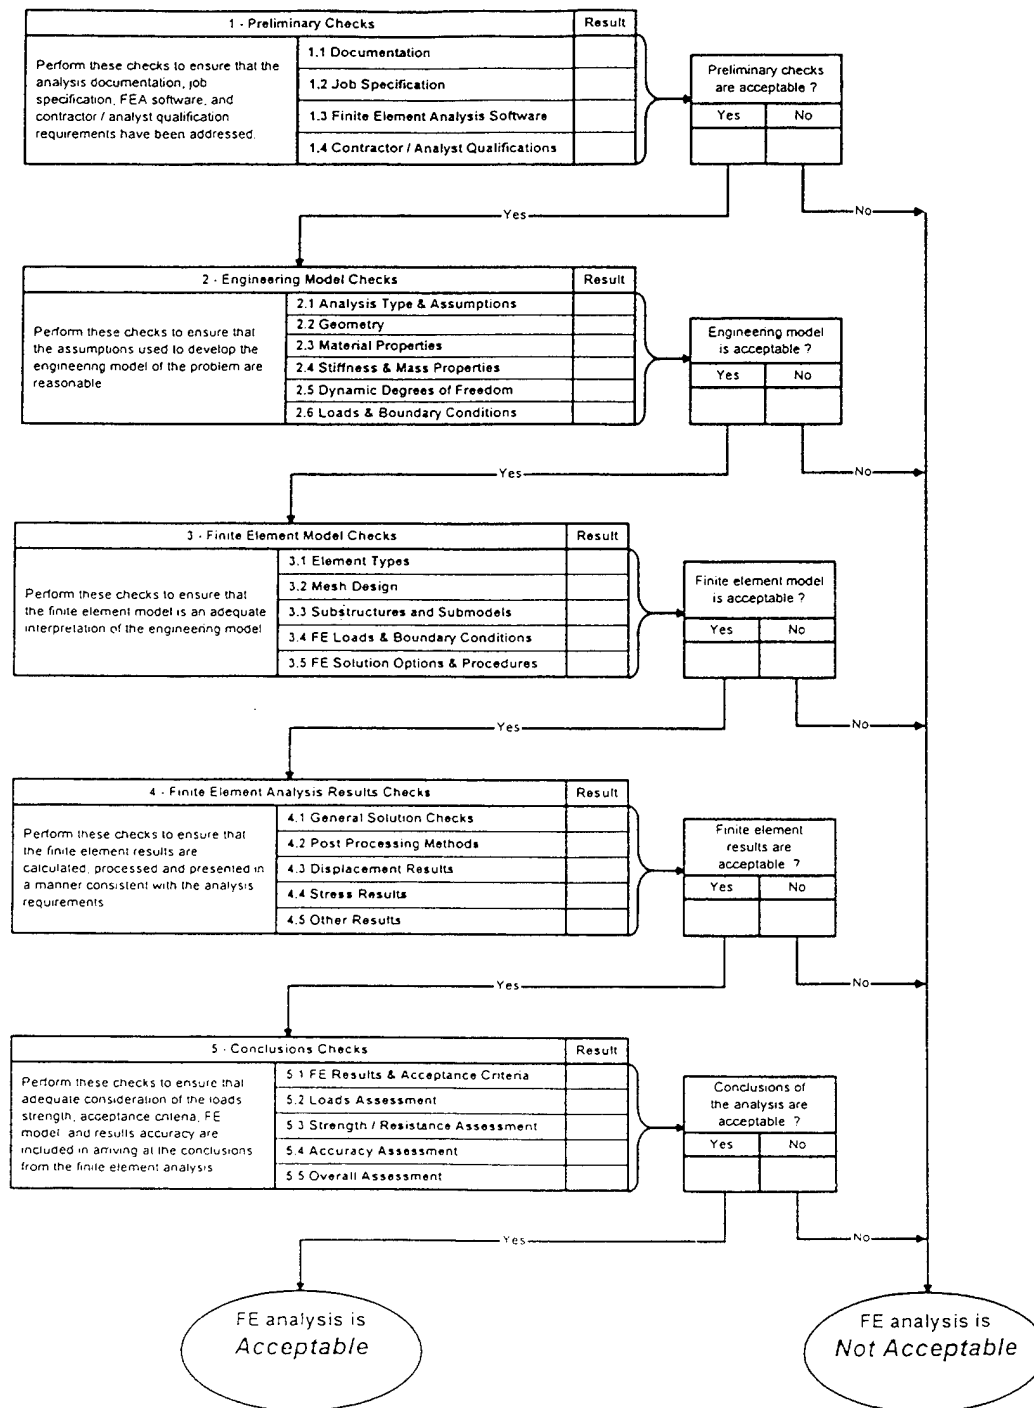 1 - Preliminary Checks
Result
Perform these checks to ensure that the
analysis documentation, job
specification, FEA software, and
contractor / analyst qualification
requirements have been addressed.
1.1 Documentation
1.2 Job Specification
1.3 Finite Element Analysis Software
1.4 Contractor / Analyst Qualifications
Preliminary checks
are acceptable ?
Yes
No
Yes
No
2 - Engineering Model Checks
Result
Perform these checks to ensure that
the assumptions used to develop the
engineering model of the problem are
reasonable
2.1 Analysis Type & Assumptions
2.2 Geometry
2.3 Material Properties
2.4 Stiffness & Mass Properties
2.5 Dynamic Degrees of Freedom
2.6 Loads & Boundary Conditions
Engineering model
is acceptable ?
Yes
No
Yes
No
3 - Finite Element Model Checks
Result
Perform these checks to ensure that
the finite element model is an adequate
interpretation of the engineering model
3.1 Element Types
3.2 Mesh Design
3.3 Substructures and Submodels
3.4 FE Loads & Boundary Conditions
3.5 FE Solution Options & Procedures
Finite element model
is acceptable ?
Yes
No
Yes
No
4 - Finite Element Analysis Results Checks
Result
Perform these checks to ensure that
the finite element results are
calculated, processed and presented in
a manner consistent with the analysis
requirements
4.1 General Solution Checks
4.2 Post Processing Methods
4.3 Displacement Results
4.4 Stress Results
4.5 Other Results
Finite element
results are
acceptable ?
Yes
No
Yes
No
5 - Conclusions Checks
Result
Perform these checks to ensure that
adequate consideration of the loads
strength, acceptance criteria, FE
model and results accuracy are
included in arriving at the conclusions
from the finite element analysis
5.1 FE Results & Acceptance Criteria
5.2 Loads Assessment
5.3 Strength / Resistance Assessment
5.4 Accuracy Assessment
5.5 Overall Assessment
Conclusions of
the analysis are
acceptable ?
Yes
No
Yes
No
FE analysis is
Acceptable
FE analysis is
Not Acceptable